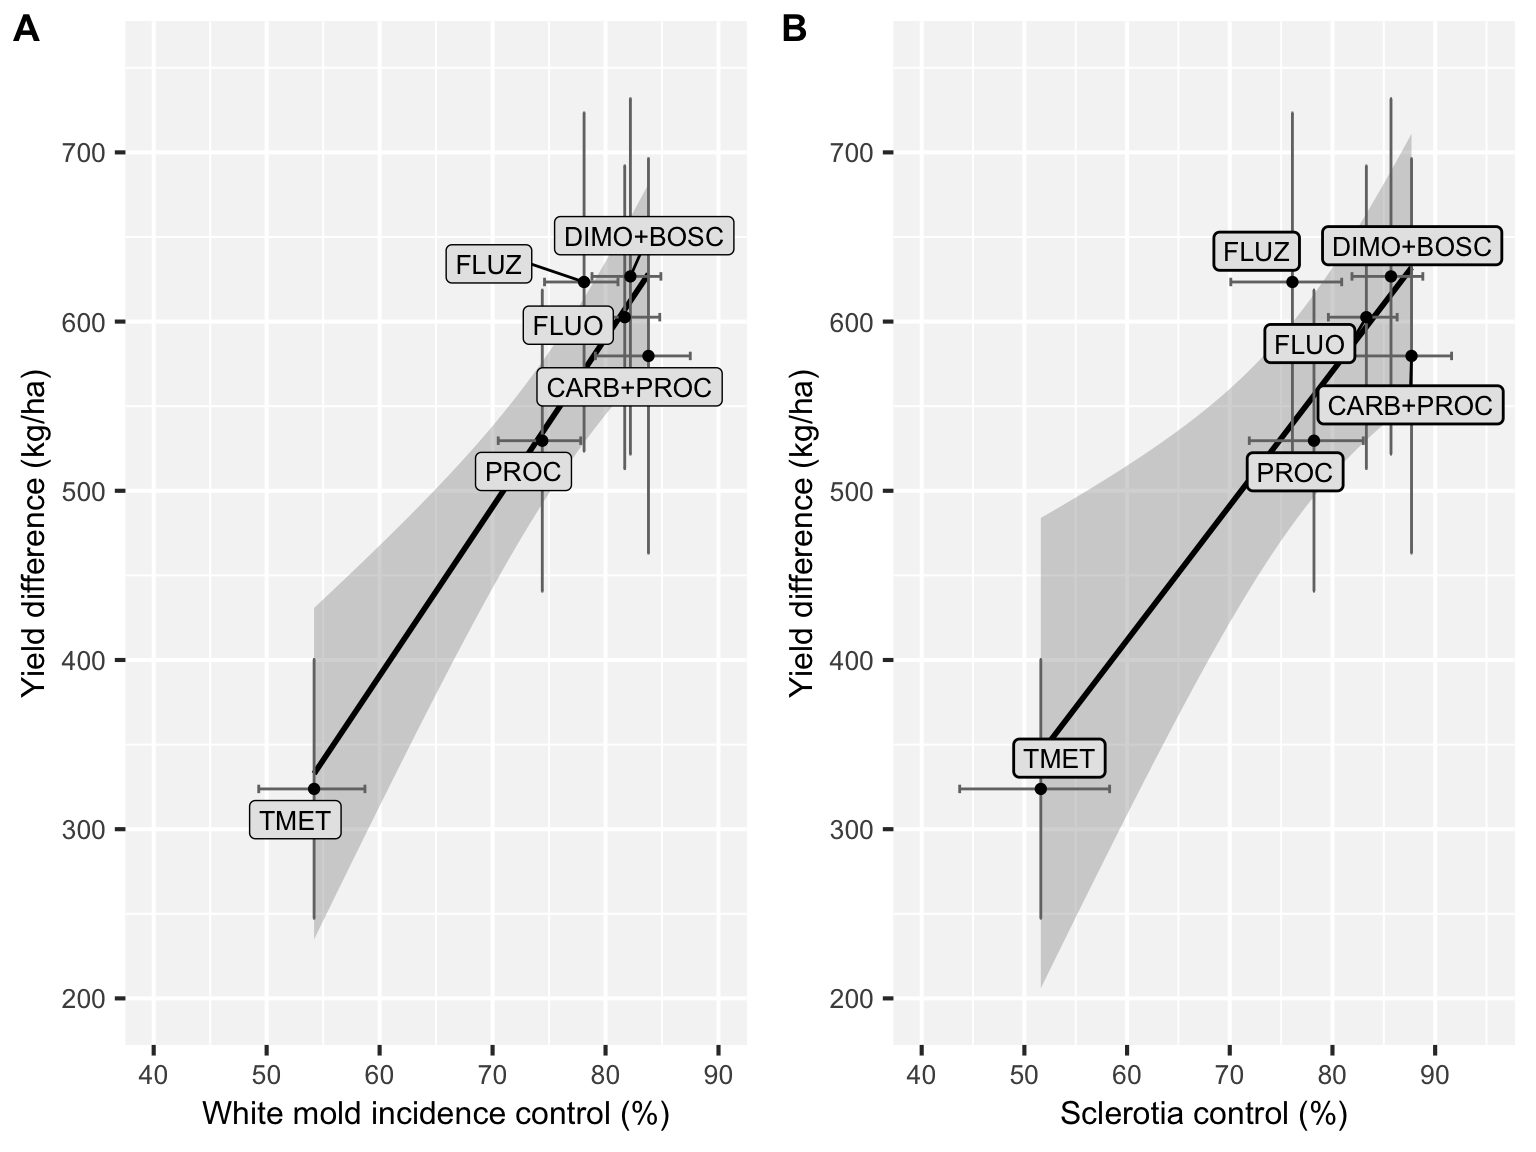 A
Yield difference (kg/ha)
700
600
500
400
300
200
DIMO+BOSC
FLUZ
FLUO
CARB+PROC
PROC
TMET
40 50 60 70 80 90
White mold incidence control (%)
B
Yield difference (kg/ha)
700
600
500
400
300
200
DIMO+BOSC
FLUZ
FLUO
CARB+PROC
PROC
TMET
40 50 60 70 80 90
Sclerotia control (%)